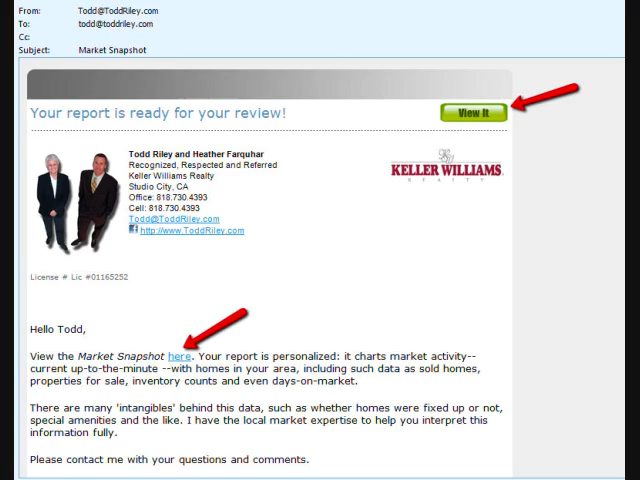 From: Todd@ToddRiley.com
To: todd@toddriley.com
Cc:
Subject: Market Snapshot
Your report is ready for your review!
View It
Todd Riley and Heather Farquhar
Recognized, Respected and Referred
Keller Williams Realty
Studio City, CA
Office: 818.730.4393
Cell: 818.730.4393
Todd@ToddRiley.com
http://www.ToddRiley.com
KELLER WILLIAMS.
REALTY
License # Lic #01165252
Hello Todd,
View the Market Snapshot here. Your report is personalized: it charts market activity--
current up-to-the-minute --with homes in your area, including such data as sold homes,
properties for sale, inventory counts and even days-on-market.
There are many 'intangibles' behind this data, such as whether homes were fixed up or not,
special amenities and the like. I have the local market expertise to help you interpret this
information fully.
Please contact me with your questions and comments.